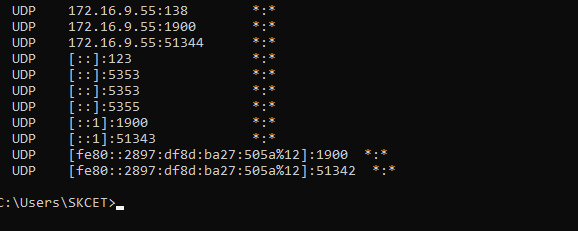 UDP    172.16.9.55:138        *:*
UDP    172.16.9.55:1900       *:*
UDP    172.16.9.55:51344      *:*
UDP    [::]:123               *:*
UDP    [::]:5353              *:*
UDP    [::]:5353              *:*
UDP    [::]:5355              *:*
UDP    [::1]:1900             *:*
UDP    [::1]:51343            *:*
UDP    [fe80::2897:df8d:ba27:505a%12]:1900  *:*
UDP    [fe80::2897:df8d:ba27:505a%12]:51342  *:*
C:\Users\SKCET>